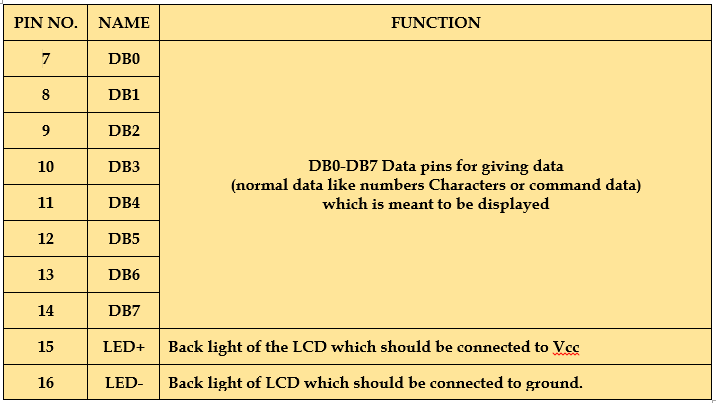 PIN NO. NAME FUNCTION
7 DB0
8 DB1
9 DB2
10 DB3
DB0-DB7 Data pins for giving data
(normal data like numbers Characters or command data)
which is meant to be displayed
11 DB4
12 DB5
13 DB6
14 DB7
15 LED+ Back light of the LCD which should be connected to Vcc
16 LED- Back light of LCD which should be connected to ground.